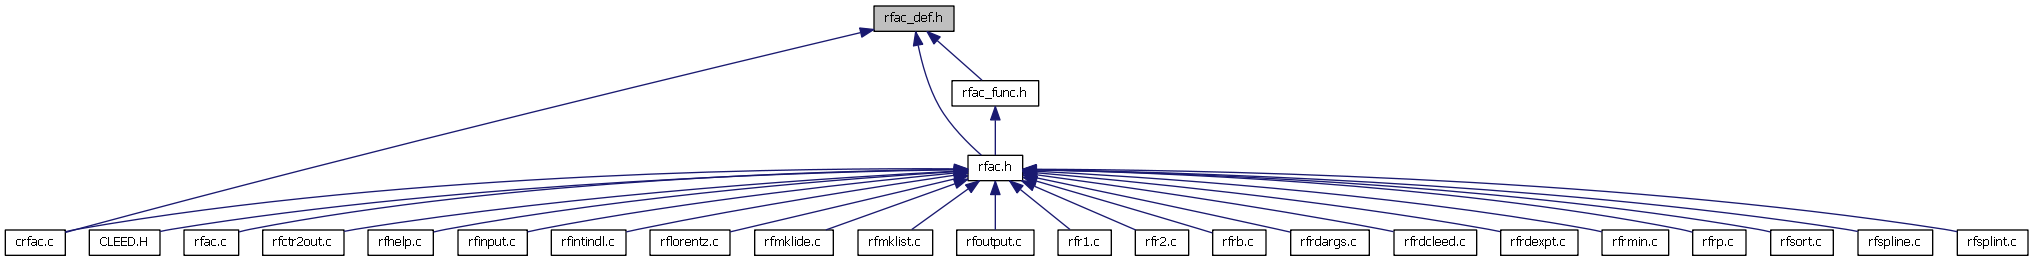 rfac_def.h
rfac_func.h
rfac.h
crfac.c
CLEED.H
rfac.c
rfctr2out.c
rfhelp.c
rfinput.c
rfintindl.c
rflorentz.c
rfmklide.c
rfmklist.c
rfoutput.c
rfr1.c
rfr2.c
rfrb.c
rfrdargs.c
rfrdcleed.c
rfrdexpt.c
rfrmin.c
rfrp.c
rfsort.c
rfspline.c
rfsplint.c